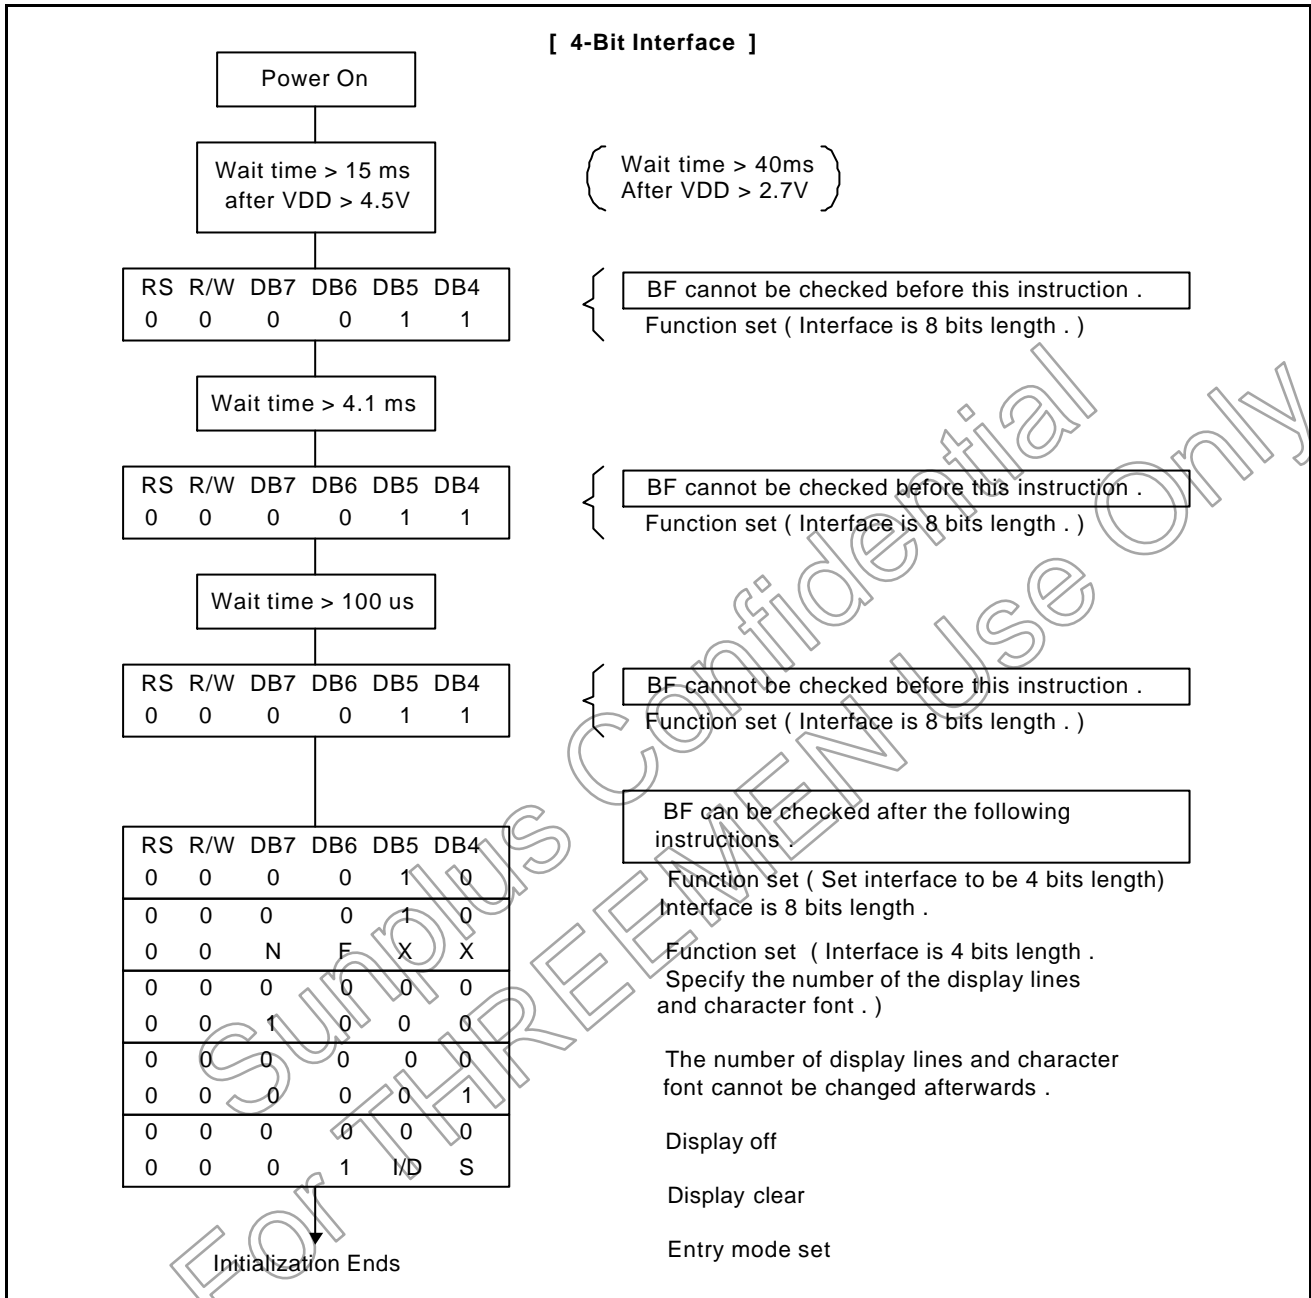 [ 4-Bit Interface ]
Power On
Wait time > 15 ms
after VDD > 4.5V
Wait time > 40ms
After VDD > 2.7V
RS R/W DB7 DB6 DB5 DB4
0 0 0 0 1 1
BF cannot be checked before this instruction .
Function set ( Interface is 8 bits length . )
Wait time > 4.1 ms
RS R/W DB7 DB6 DB5 DB4
0 0 0 0 1 1
BF cannot be checked before this instruction .
Function set ( Interface is 8 bits length . )
Wait time > 100 us
RS R/W DB7 DB6 DB5 DB4
0 0 0 0 1 1
BF cannot be checked before this instruction .
Function set ( Interface is 8 bits length . )
RS R/W DB7 DB6 DB5 DB4
0 0 0 0 1 0
0 0 0 0 1 0
0 0 N F X X
0 0 0 0 0 0
0 0 1 0 0 0
0 0 0 0 0 0
0 0 0 0 0 1
0 0 0 0 0 0
0 0 0 1 I/D S
Initialization Ends
BF can be checked after the following
instructions .
Function set ( Set interface to be 4 bits length)
Interface is 8 bits length .
Function set ( Interface is 4 bits length .
Specify the number of the display lines
and character font . )
The number of display lines and character
font cannot be changed afterwards .
Display off
Display clear
Entry mode set
Sunplus Confidential
For THREEMEN Use Only